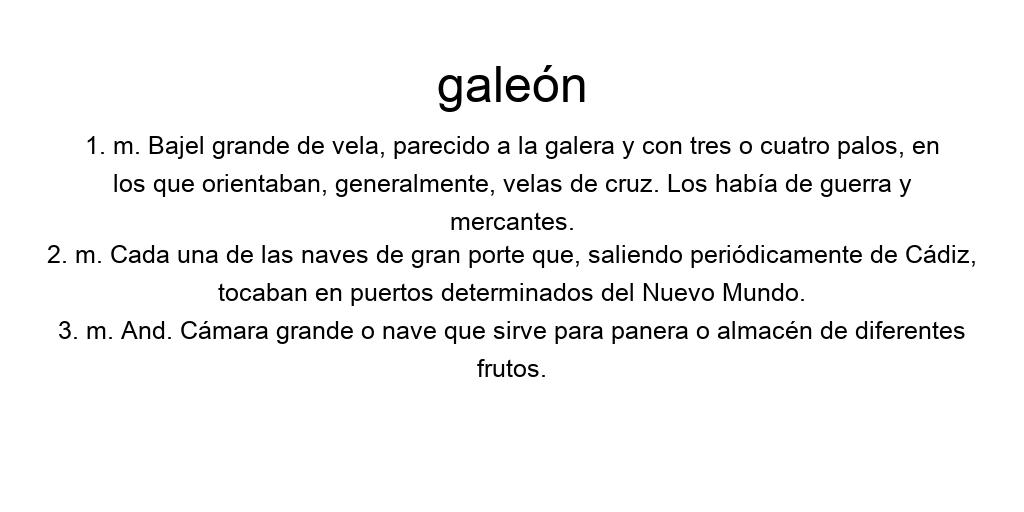 galeón
1. m. Bajel grande de vela, parecido a la galera y con tres o cuatro palos, en
los que orientaban, generalmente, velas de cruz. Los había de guerra y
mercantes.
2. m. Cada una de las naves de gran porte que, saliendo periódicamente de Cádiz,
tocaban en puertos determinados del Nuevo Mundo.
3. m. And. Cámara grande o nave que sirve para panera o almacén de diferentes
frutos.